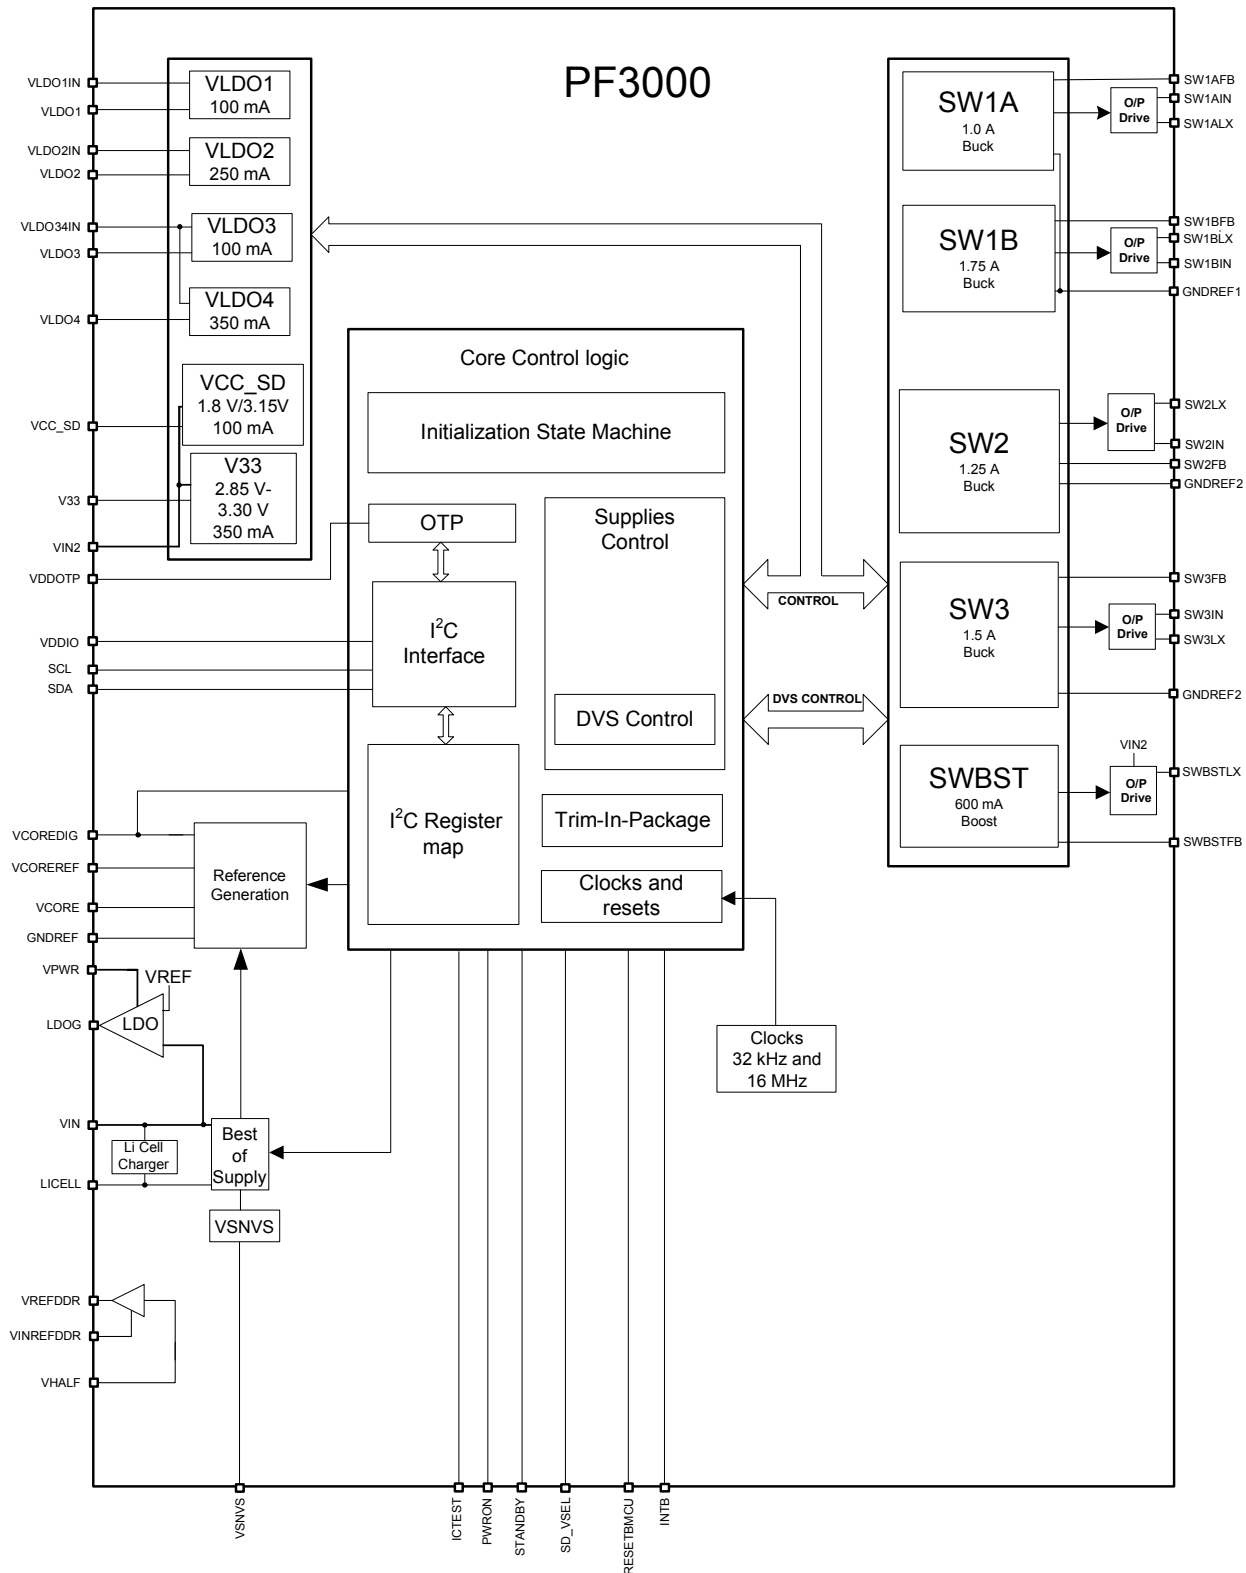 PF3000
VLDO1IN
VLDO1
VLDO1
100 mA
VLDO2IN
VLDO2
VLDO2
250 mA
VLDO34IN
VLDO3
VLDO3
100 mA
VLDO4
VLDO4
350 mA
VCC_SD
VCC_SD
1.8 V/3.15V
100 mA
V33
V33
2.85 V-
3.30 V
350 mA
VIN2
VDDOTP
VDDIO
SCL
SDA
Core Control logic
Initialization State Machine
OTP
I²C
Interface
I²C Register
map
Supplies
Control
DVS Control
Trim-In-Package
Clocks and
resets
CONTROL
DVS CONTROL
SW1A
1.0 A
Buck
O/P
Drive
SW1AFB
SW1AIN
SW1ALX
SW1B
1.75 A
Buck
O/P
Drive
SW1BFB
SW1BLX
SW1BIN
GNDREF1
SW2
1.25 A
Buck
O/P
Drive
SW2LX
SW2IN
SW2FB
GNDREF2
SW3
1.5 A
Buck
O/P
Drive
SW3FB
SW3IN
SW3LX
GNDREF2
SWBST
600 mA
Boost
VIN2
O/P
Drive
SWBSTLX
SWBSTFB
VCOREDIG
VCOREREF
VCORE
GNDREF
Reference
Generation
VPWR
VREF
LDOG
LDO
Clocks
32 kHz and
16 MHz
VIN
Li Cell
Charger
LICELL
Best
of
Supply
VSNVS
VREFDDR
VINREFDDR
VHALF
VSNVS
ICTEST
PWRON
STANDBY
SD_VSEL
RESETBMCU
INTB